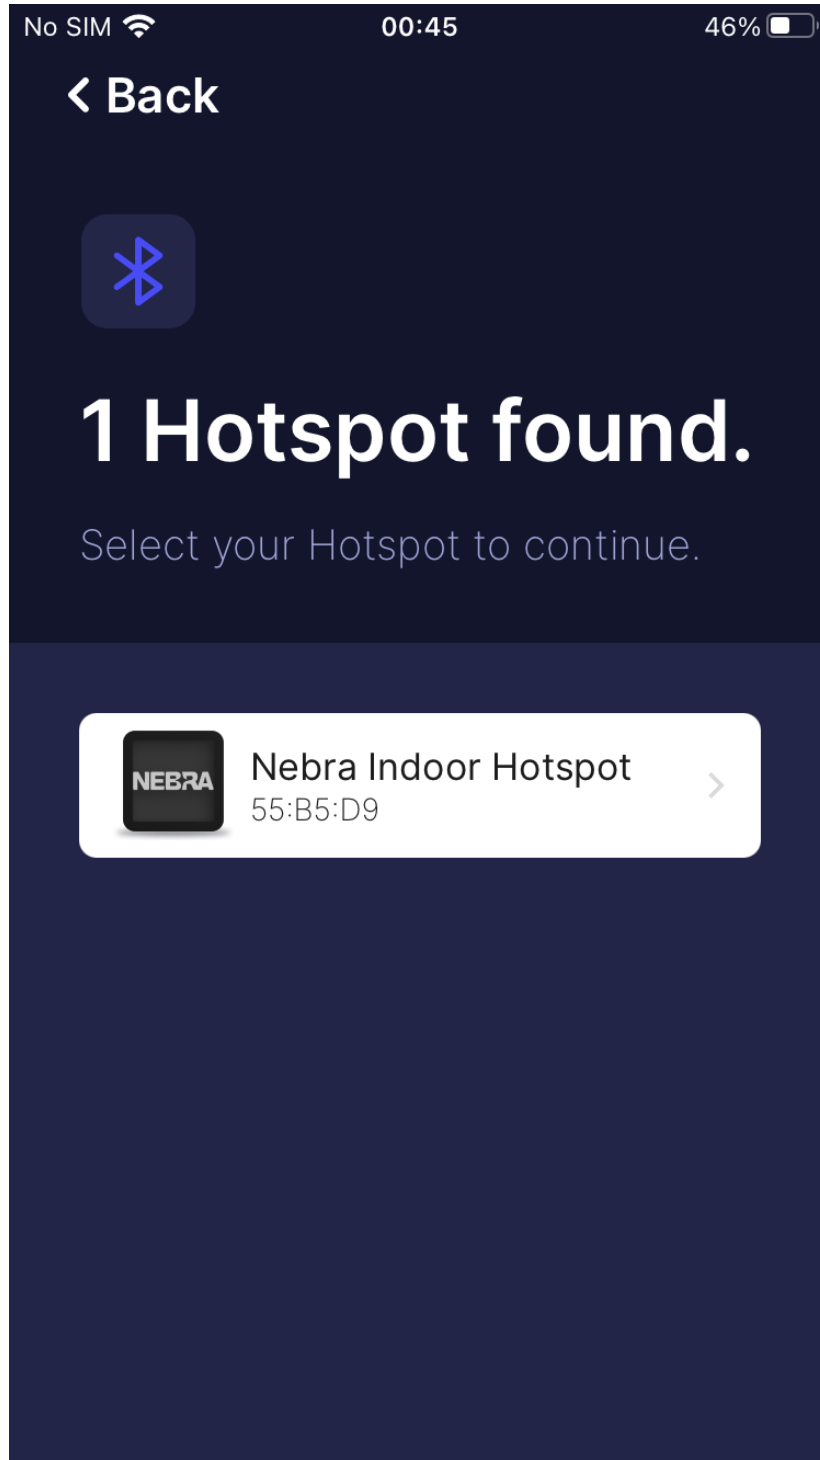 No SIM 00:45 46%
Back
1 Hotspot found.
Select your Hotspot to continue.
NEBRA
Nebra Indoor Hotspot
55:B5:D9